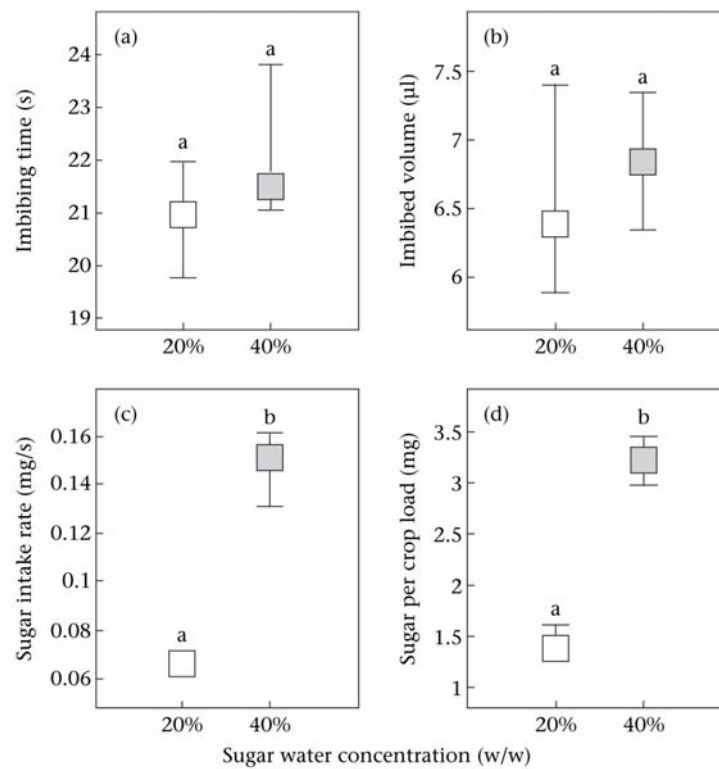 (a)
a
a
24
23
22
21
20
19
Imbibing time (s)
20%
40%
(b)
a
a
7.5
7
6.5
6
Imbibed volume (µl)
20%
40%
(c)
b
a
0.16
0.14
0.12
0.1
0.08
0.06
Sugar intake rate (mg/s)
20%
40%
(d)
b
a
3.5
3
2.5
2
1.5
1
Sugar per crop load (mg)
20%
40%
Sugar water concentration (w/w)